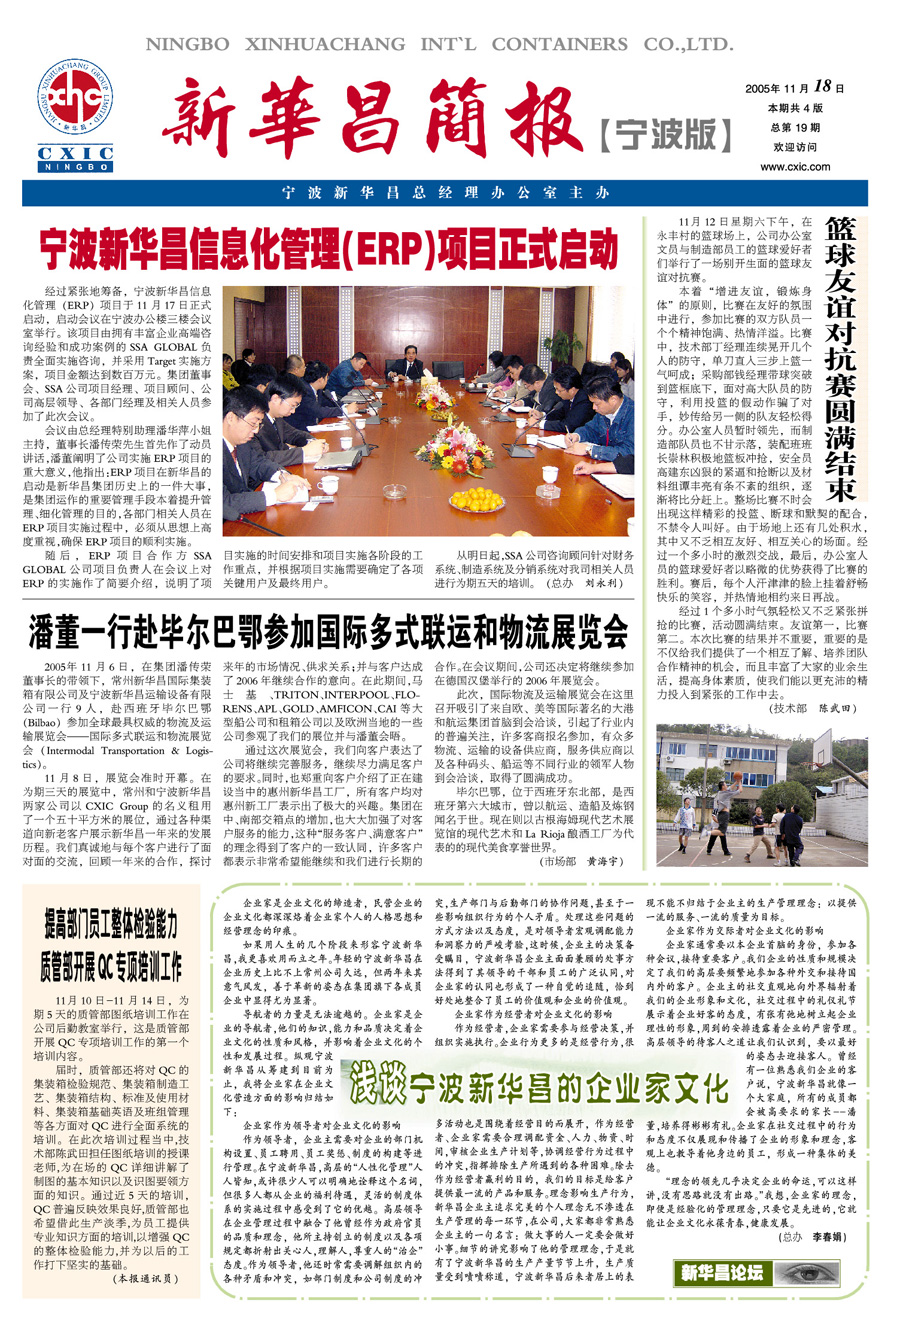 NINGBO XINHUACHANG INT`L CONTAINERS CO.,LTD.
JIANGSU XINHUACHANG GROUP LIMITED
xhc
·新华昌·
CXIC
NINGBO
新華昌簡报
【宁波版】
2005年 11 月 18 日
本期共 4 版
总第 19 期
欢迎访问
www.cxic.com
宁波新华昌总经理办公室主办
宁波新华昌信息化管理(ERP)项目正式启动
经过紧张地筹备，宁波新华昌信息
化管理（ERP）项目于 11 月 17 日正式
启动，启动会议在宁波办公楼三楼会议
室举行。该项目由拥有丰富企业高端咨
询经验和成功案例的 SSA GLOBAL 负
责全面实施咨询，并采用 Target 实施方
案，项目金额达到数百万元。集团董事
会、SSA 公司项目经理、项目顾问、公
司高层领导、各部门经理及相关人员参
加了此次会议。
会议由总经理特别助理潘华萍小姐
主持，董事长潘传荣先生首先作了动员
讲话,潘董阐明了公司实施 ERP 项目的
重大意义,他指出:ERP 项目在新华昌的
启动是新华昌集团历史上的一件大事，
是集团运作的重要管理手段本着提升管
理、细化管理的目的,各部门相关人员在
ERP 项目实施过程中，必须从思想上高
度重视,确保 ERP 项目的顺利实施。
随后，ERP 项目合作方 SSA
GLOBAL 公司项目负责人在会议上对
ERP 的实施作了简要介绍，说明了项
目实施的时间安排和项目实施各阶段的工
作重点，并根据项目实施需要确定了各项
关键用户及最终用户。
从明日起,SSA 公司咨询顾问针对财务
系统、制造系统及分销系统对我司相关人员
进行为期五天的培训。（总办 刘永利）
篮球友谊对抗赛圆满结束
11月 12 日星期六下午，在
永丰村的篮球场上，公司办公室
文员与制造部员工的篮球爱好者
们举行了一场别开生面的篮球友
谊对抗赛。
本着“增进友谊，锻炼身
体”的原则，比赛在友好的氛围
中进行，参加比赛的双方队员一
个个精神饱满、热情洋溢。比赛
中，技术部丁经理连续晃开几个
人的防守，单刀直入三步上篮一
气呵成；采购部钱经理带球突破
到篮框底下，面对高大队员的防
守，利用投篮的假动作骗了对
手，妙传给另一侧的队友轻松得
分。办公室人员暂时领先，而制
造部队员也不甘示落，装配班班
长柴林积极地篮板冲抢，安全员
高建东凶狠的紧逼和抢断以及材
料组谭丰亮有条不紊的组织，逐
渐将比分赶上。整场比赛不时会
出现这样精彩的投篮、断球和默契的配合，
不禁令人叫好。由于场地上还有几处积水，
其中又不乏相互友好、相互关心的场面。经
过一个多小时的激烈交战，最后，办公室人
员的篮球爱好者以略微的优势获得了比赛的
胜利。赛后，每个人汗津津的脸上挂着舒畅
快乐的笑容，并热情地相约来日再战。
经过 1 个多小时气氛轻松又不乏紧张拼
抢的比赛，活动圆满结束。友谊第一，比赛
第二。本次比赛的结果并不重要，重要的是
不仅给我们提供了一个相互了解、培养团队
合作精神的机会，而且丰富了大家的业余生
活，提高身体素质，使我们能以更充沛的精
力投入到紧张的工作中去。
(技术部 陈武田)
潘董一行赴毕尔巴鄂参加国际多式联运和物流展览会
2005年 11 月 6 日，在集团潘传荣
董事长的带领下，常州新华昌国际集装
箱有限公司及宁波新华昌运输设备有限
公司一行 9 人，赴西班牙毕尔巴鄂
(Bilbao）参加全球最具权威的物流及运
输展览会——国际多式联运和物流展览
会（Intermodal Transportation & Logis-
tics)。
11 月 8 日，展览会准时开幕。在
为期三天的展览中，常州和宁波新华昌
两家公司以 CXIC Group 的名义租用
了一个五十平方米的展位，通过各种渠
道向新老客户展示新华昌一年来的发展
历程。我们真诚地与每个客户进行了面
对面的交流，回顾一年来的合作，探讨
来年的市场情况、供求关系;并与客户达成
了 2006 年继续合作的意向。在此期间,马
士基、TRITON、INTERPOOL、FLO-
RENS、APL、GOLD、AMFICON、CAI 等大
型船公司和租箱公司以及欧洲当地的一些
公司参观了我们的展位并与潘董会晤。
通过这次展览会，我们向客户表达了
公司将继续完善服务，继续尽力满足客户
的要求。同时,也郑重向客户介绍了正在建
设当中的惠州新华昌工厂，所有客户均对
惠州新工厂表示出了极大的兴趣。集团在
中、南部交箱点的增加,也大大加强了对客
户服务的能力,这种“服务客户、满意客户”
的理念得到了客户的一致认同，许多客户
都表示非常希望能继续和我们进行长期的
合作。在会议期间,公司还决定将继续参加
在德国汉堡举行的 2006 年展览会。
此次，国际物流及运输展览会在这里
召开吸引了来自欧、美等国际著名的大港
和航运集团首脑到会洽谈，引起了行业内
的普遍关注，许多客商报名参加，有众多
物流、运输的设备供应商，服务供应商以
及各种码头、船运等不同行业的领军人物
到会洽谈，取得了圆满成功。
毕尔巴鄂，位于西班牙东北部，是西
班牙第六大城市，曾以航运、造船及炼钢
闻名于世。现在则以古根海姆现代艺术展
览馆的现代艺术和 La Rioja 酿酒工厂为代
表的的现代美食享誉世界。
(市场部 黄海宇)
提高部门员工整体检验能力
质管部开展 QC 专项培训工作
11月 10 日-11 月 14 日，为
期 5 天的质管部图纸培训工作在
公司后勤教室举行，这是质管部
开展 QC 专项培训工作的第一个
培训内容。
届时，质管部还将对 QC 的
集装箱检验规范、集装箱制造工
艺、集装箱结构、标准及使用材
料、集装箱基础英语及班组管理
等各方面对 QC 进行全面系统的
培训。在此次培训过程当中,技
术部陈武田担任图纸培训的授课
老师,为在场的 QC 详细讲解了
制图的基本知识以及识图要领方
面的知识。通过近 5 天的培训,
QC 普遍反映效果良好,质管部也
希望借此生产淡季,为员工提供
专业知识方面的培训,以增强 QC
的整体检验能力,并为以后的工
作打下坚实的基础。
(本报通讯员)
浅谈宁波新华昌的企业家文化
企业家是企业文化的缔造者，民营企业的
企业文化都深深烙着企业家个人的人格思想和
经营理念的印痕。
如果用人生的几个阶段来形容宁波新华
昌,我更喜欢用而立之年。年轻的宁波新华昌在
企业历史上比不上常州公司久远，但两年来其
意气风发，善于革新的姿态在集团旗下各成员
企业中显得尤为显著。
导航者的力量是无法逾越的。企业家是企
业的导航者,他们的知识,能力和品质决定着企
业文化的性质和风格，并影响着企业文化的个
性和发展过程。纵观宁波
新华昌从筹建到目前为
止，我将企业家在企业文
化营造方面的影响归结如
下：
企业家作为领导者对企业文化的影响
作为领导者，企业主需要对企业的部门机
构设置、员工聘用、员工奖惩、制度的构建等进
行管理。在宁波新华昌,高层的“人性化管理”人
人皆知,或许很少人可以明确地诠释这个名词,
但很多人都从企业的福利待遇，灵活的制度体
系的实施过程中感受到了它的优越。高层领导
在企业管理过程中融合了他曾经作为政府官员
的品质和理念，他所主持创立的制度以及各项
规定都折射出关心人,理解人,尊重人的“治企”
态度。作为领导者,他还时常需要调解组织内的
各种矛盾和冲突，如部门制度和公司制度的冲
突,生产部门与后勤部门的协作问题,甚至于一
些影响组织行为的个人矛盾。处理这些问题的
方式方法以及态度，是对领导者宏观调配能力
和洞察力的严峻考验,这时候,企业主的决策备
受瞩目，宁波新华昌企业主面面兼顾的处事方
法得到了其领导的干部和员工的广泛认同,对
企业家的认同也形成了一种自觉的追随，恰到
好处地整合了员工的价值观和企业的价值观。
企业家作为经营者对企业文化的影响
作为经营者,企业家需要参与经营决策,并
组织实施执行。企业行为更多的是经营行为,很
多活动也是围绕着经营目的而展开，作为经营
者、企业家需要合理调配资金、人力、物资、时
间,审核企业生产计划等,协调经营行为过程中
的冲突,指挥排除生产所遇到的各种困难。除去
作为经营者赢利的目的，我们的目标是给客户
提供最一流的产品和服务。理念影响生产行为,
新华昌企业主追求完美的个人理念无不渗透在
生产管理的每一环节,在公司,大家都非常熟悉
企业主的一句名言：做大事的人一定要会做好
小事。细节的讲究影响了他的管理理念,于是就
有了宁波新华昌的生产产量节节上升，生产质
量受到啧啧称道，宁波新华昌后来者居上的表
现不能不归结于企业主的生产管理理念：以提供
一流的服务、一流的质量为目标。
企业家作为交际者对企业文化的影响
企业家通常要以本企业首脑的身份，参加各
种会议,接待重要客户。我们企业的性质和规模决
定了我们的高层要频繁地参加各种外交和接待国
内外的客户。企业主的社交直观地向外界辐射着
我们的企业形象和文化，社交过程中的礼仪礼节
展示着企业好客的态度，有张有弛地树立起企业
理性的形象,周到的安排透露着企业的严密管理。
高层领导的待客人之道让我们认识到，要以最好
的姿态去迎接客人。曾经
有一位熟悉我们企业的客
户说，宁波新华昌就像一
个大家庭，所有的成员都
会被高要求的家长--潘
董,培养得彬彬有礼。企业家在社交过程中的行为
和态度不仅展现和传播了企业的形象和理念,客
观上也教导着他身边的员工，形成一种集体的美
德。
“理念的领先几乎决定企业的命运,可以这样
讲,没有思路就没有出路。”我想,企业家的理念,
即使是经验化的管理理念,只要它是先进的,它就
能让企业文化永葆青春,健康发展。
(总办 李春娟)
新华昌论坛